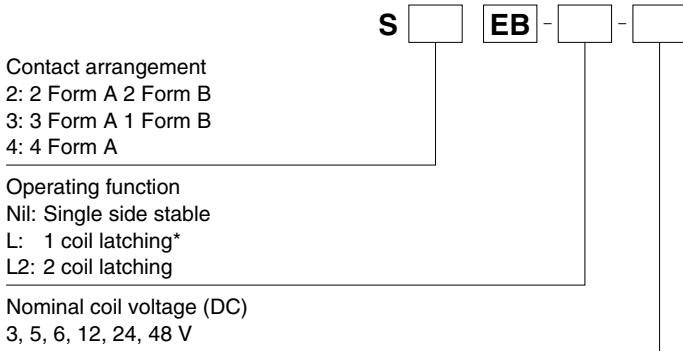 S EB - -
Contact arrangement
2: 2 Form A 2 Form B
3: 3 Form A 1 Form B
4: 4 Form A
Operating function
Nil: Single side stable
L: 1 coil latching*
L2: 2 coil latching
Nominal coil voltage (DC)
3, 5, 6, 12, 24, 48 V